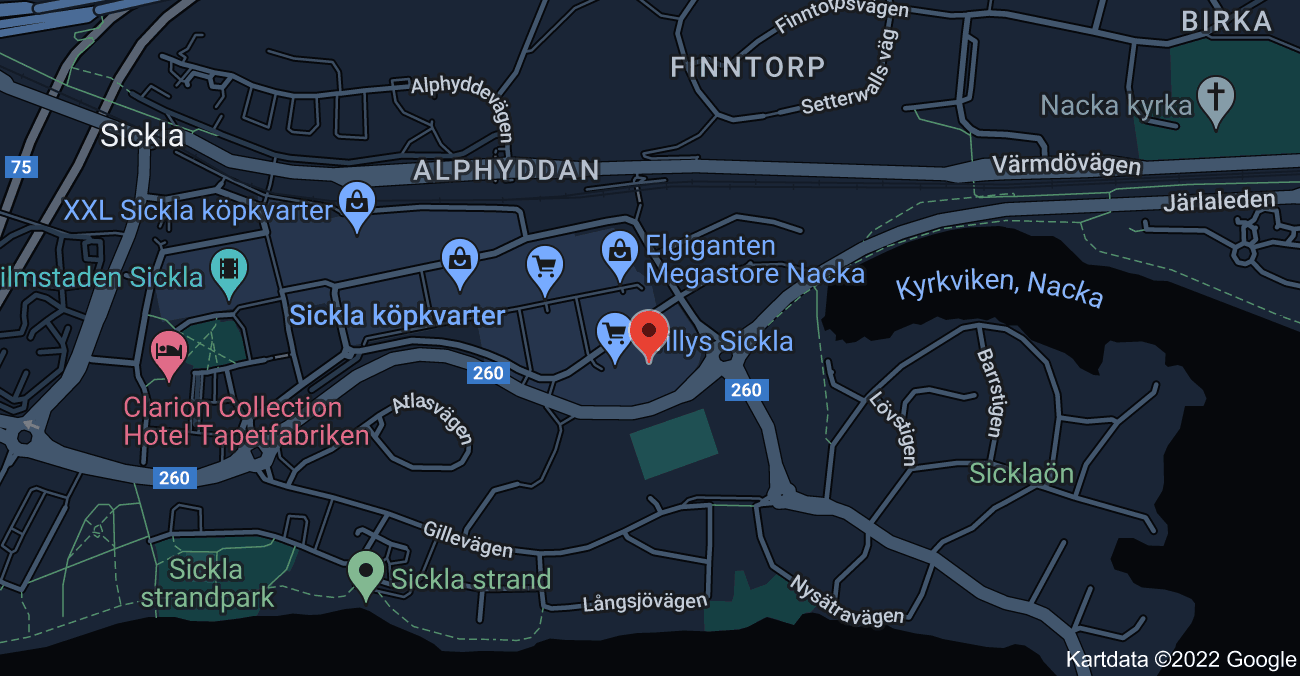 Finntorpsvägen
BIRKA
FINNTORP
Alphyddevägen
Setterwalls väg
Nacka kyrka
Sickla
75
ALPHYDDAN
Värmdövägen
Järlaleden
XXL Sickla köpkvarter
Elgiganten
Megastore Nacka
ilmstaden Sickla
Kyrkviken, Nacka
Sickla köpkvarter
illys Sickla
260
260
Barrstigen
Lövstigen
Atlasvägen
Clarion Collection
Hotel Tapetfabriken
Sicklaön
260
Gillevägen
Sickla
strandpark
Sickla strand
Långsjövägen
Nysätravägen
Kartdata ©2022 Google